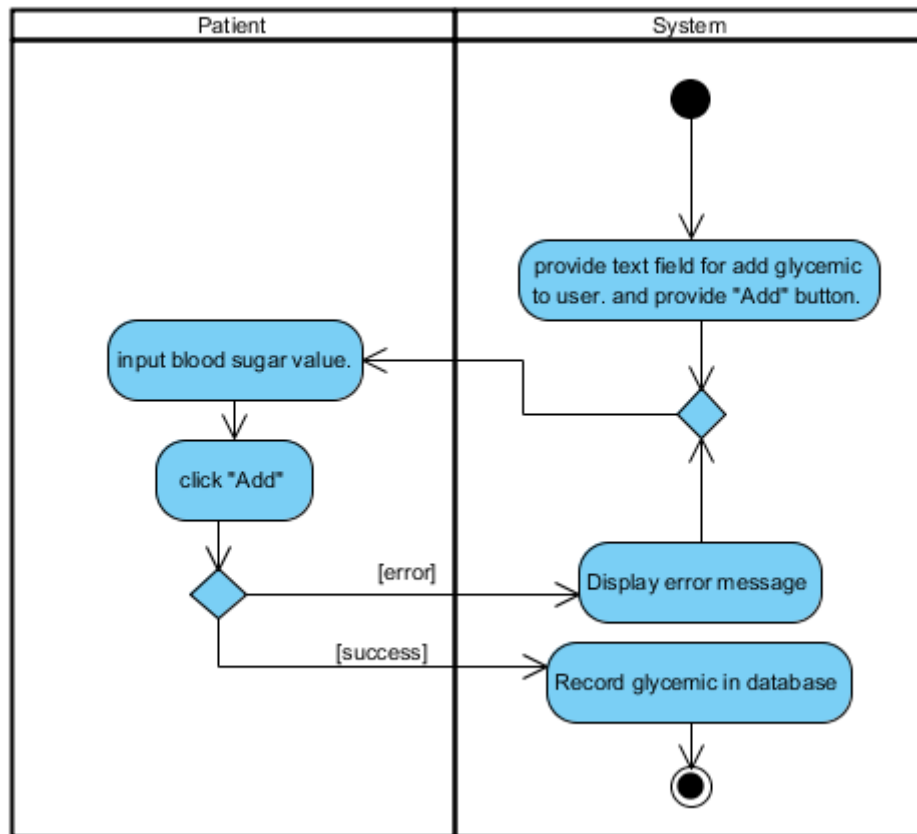 Patient
System
provide text field for add glycemic
to user. and provide "Add" button.
input blood sugar value.
click "Add"
[error]
Display error message
[success]
Record glycemic in database